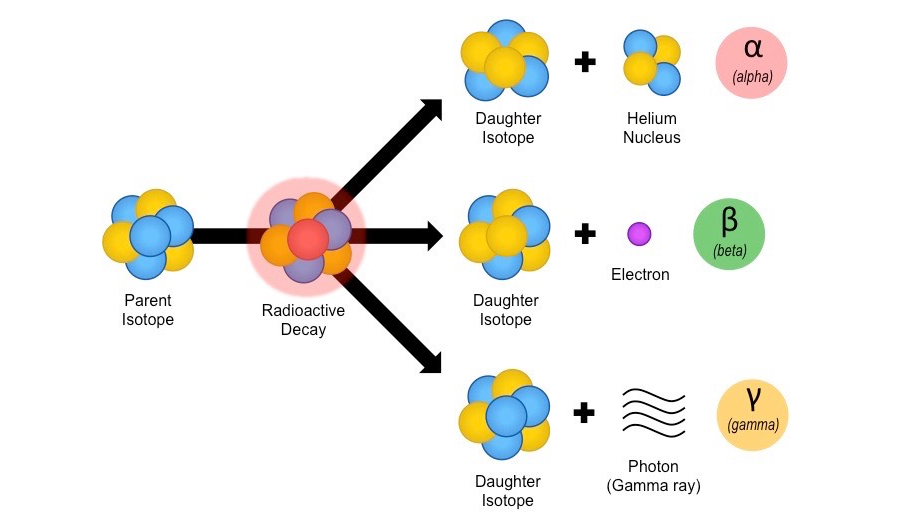 Parent
Isotope
Radioactive
Decay
Daughter
Isotope
+
Helium
Nucleus
α
(alpha)
Daughter
Isotope
+
Electron
β
(beta)
Daughter
Isotope
+
Photon
(Gamma ray)
γ
(gamma)